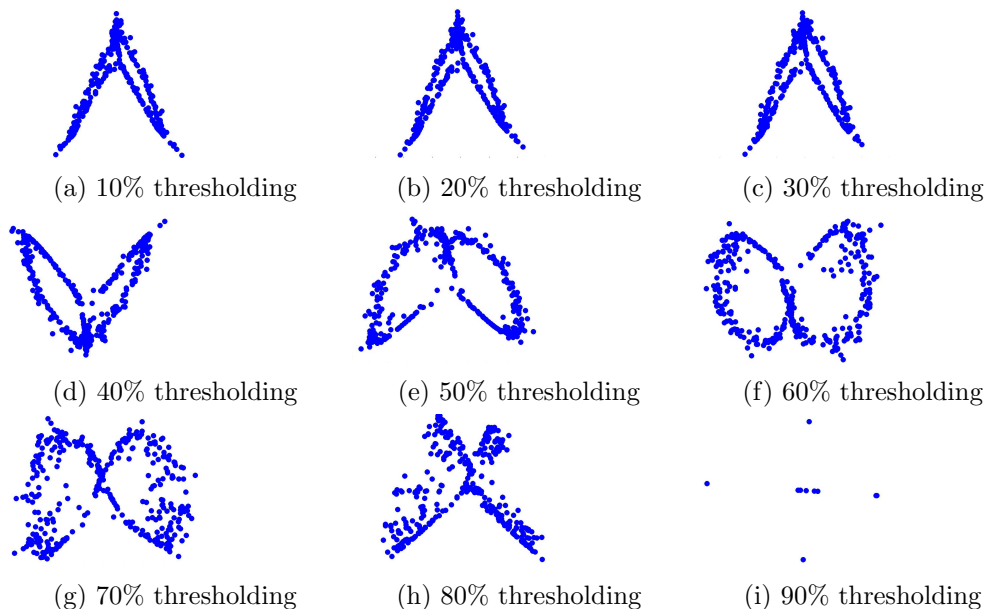 (a) 10% thresholding (b) 20% thresholding (c) 30% thresholding
(d) 40% thresholding (e) 50% thresholding (f) 60% thresholding
(g) 70% thresholding (h) 80% thresholding (i) 90% thresholding